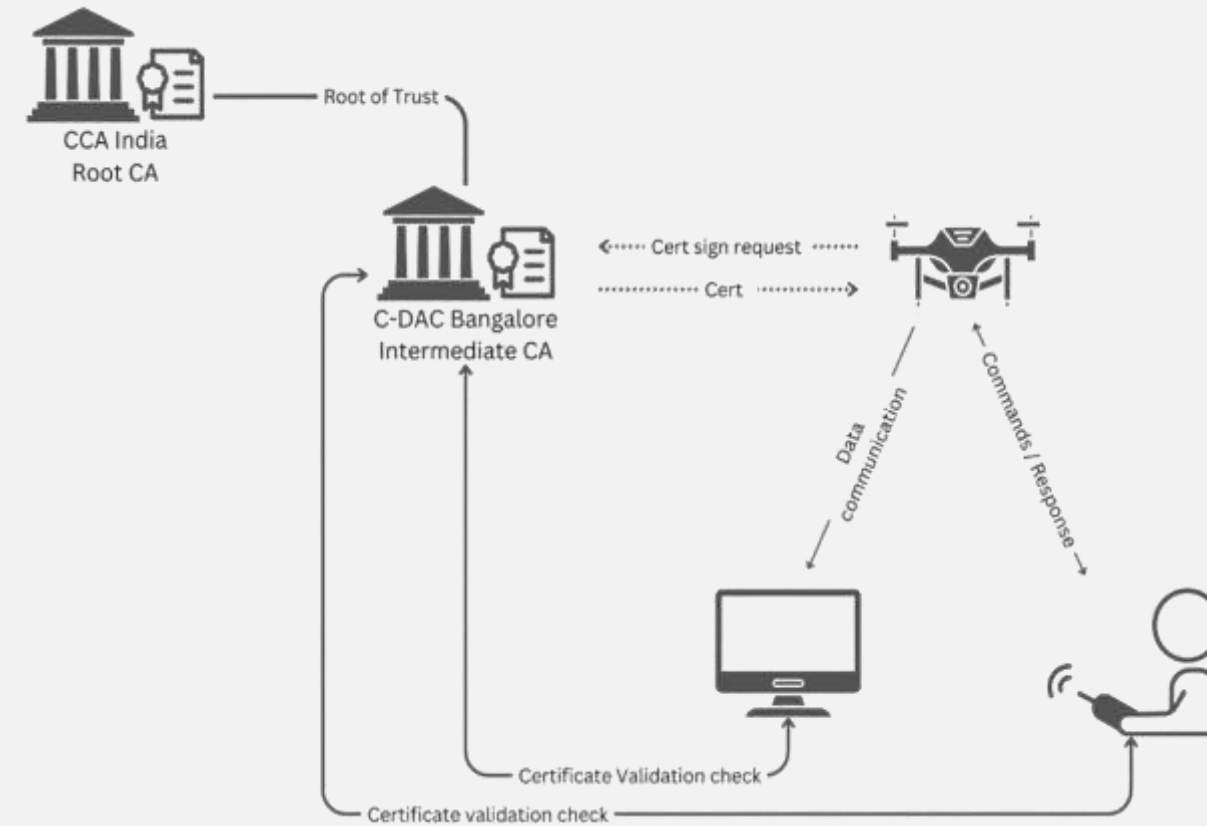 Root of Trust
CCA India
Root CA
Cert sign request
Cert
C-DAC Bangalore
Intermediate CA
Data
communication
Commands / Response
Certificate Validation check
Certificate validation check